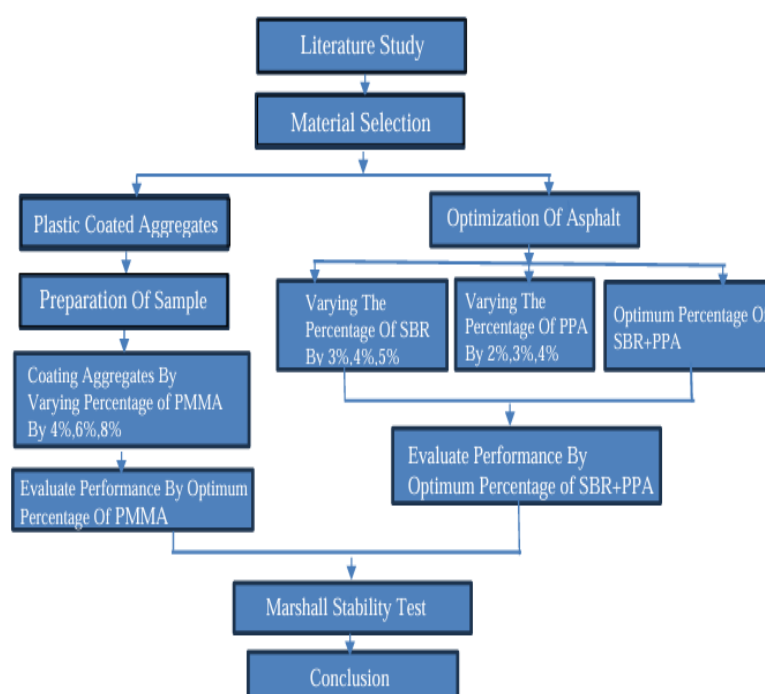 Literature Study
Material Selection
Plastic Coated Aggregates
Optimization Of Asphalt
Preparation Of Sample
Varying The
Percentage Of SBR
By 3%,4%,5%
Varying The
Percentage Of PPA
By 2%,3%,4%
Optimum Percentage Of
SBR+PPA
Coating Aggregates By
Varying Percentage of PMMA
By 4%,6%,8%
Evaluate Performance By
Optimum Percentage of SBR+PPA
Evaluate Performance By Optimum
Percentage Of PMMA
Marshall Stability Test
Conclusion